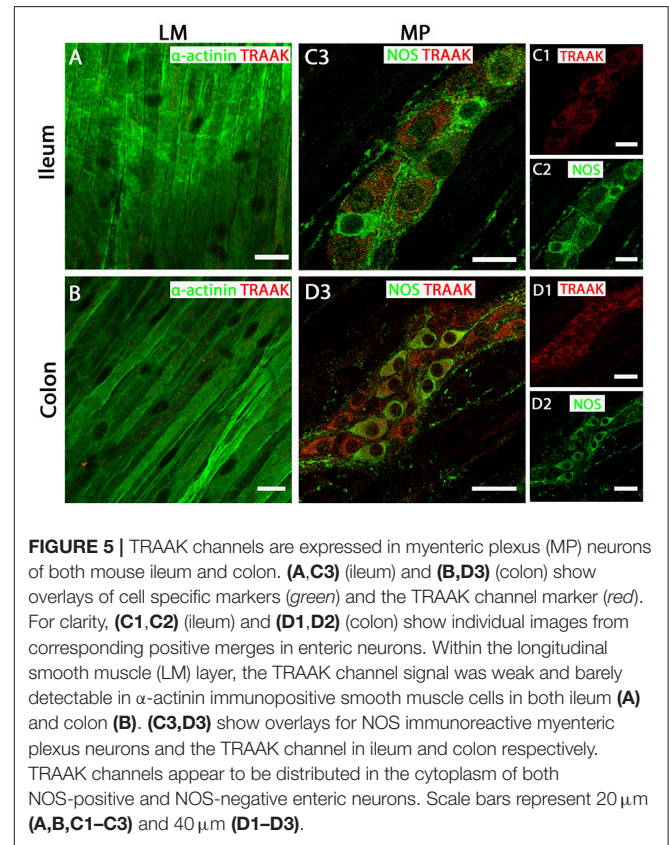 LM
MP
Ileum
A
α-actinin TRAAK
C3
NOS TRAAK
C1
TRAAK
C2
NOS
Colon
B
α-actinin TRAAK
D3
NOS TRAAK
D1
TRAAK
D2
NOS
FIGURE 5 | TRAAK channels are expressed in myenteric plexus (MP) neurons
of both mouse ileum and colon. (A,C3) (ileum) and (B,D3) (colon) show
overlays of cell specific markers (green) and the TRAAK channel marker (red).
For clarity, (C1,C2) (ileum) and (D1,D2) (colon) show individual images from
corresponding positive merges in enteric neurons. Within the longitudinal
smooth muscle (LM) layer, the TRAAK channel signal was weak and barely
detectable in α-actinin immunopositive smooth muscle cells in both ileum (A)
and colon (B). (C3,D3) show overlays for NOS immunoreactive myenteric
plexus neurons and the TRAAK channel in ileum and colon respectively.
TRAAK channels appear to be distributed in the cytoplasm of both
NOS-positive and NOS-negative enteric neurons. Scale bars represent 20 μm
(A,B,C1–C3) and 40 μm (D1–D3).